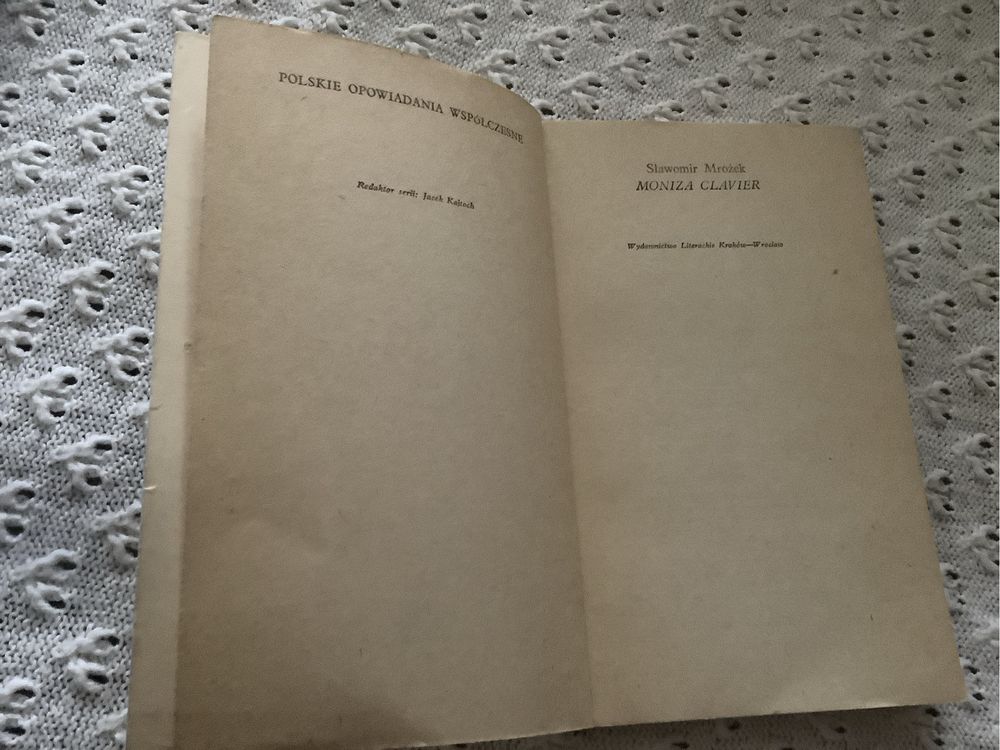 POLSKIE OPOWIADANIA WSPÓŁCZESNE
Redaktor serii: Jacek Kajtoch
Sławomir Mrożek
MONIZA CLAVIER
Wydawnictwo Literackie Kraków—Wrocław